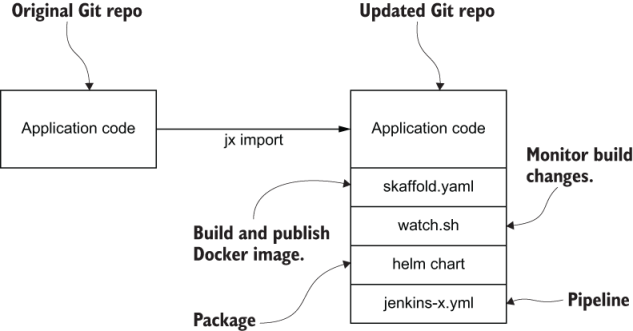 Original Git repo
Updated Git repo
Application code
jx import
Application code
skaffold.yaml
watch.sh
helm chart
jenkins-x.yml
Monitor build
changes.
Build and publish
Docker image.
Package
Pipeline